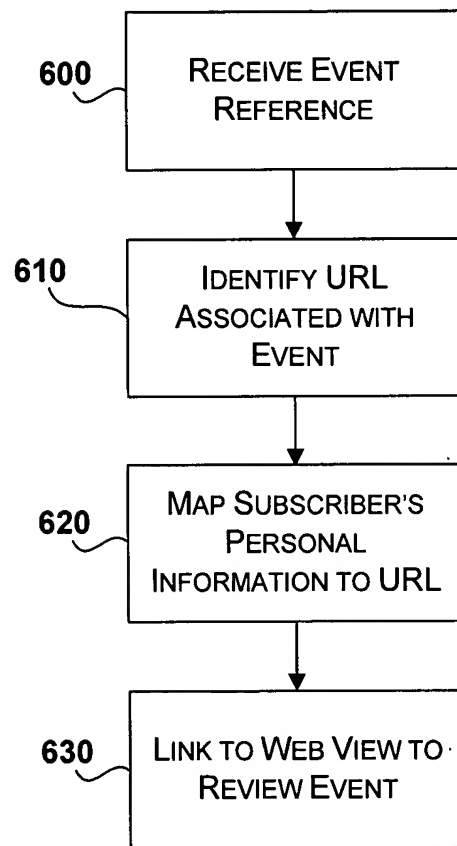 600
RECEIVE EVENT
REFERENCE
610
IDENTIFY URL
ASSOCIATED WITH
EVENT
620
MAP SUBSCRIBER'S
PERSONAL
INFORMATION TO URL
630
LINK TO WEB VIEW TO
REVIEW EVENT